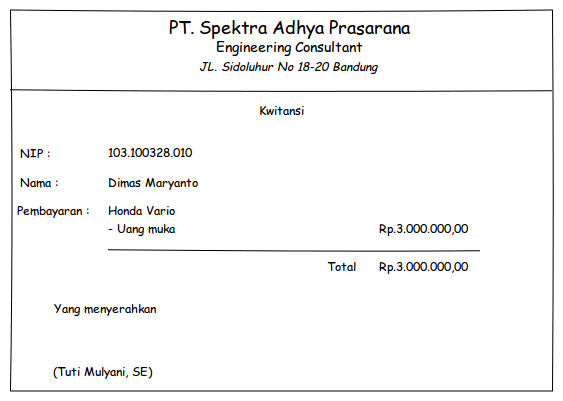 PT. Spektra Adhya Prasarana
Engineering Consultant
JL. Sidoluhur No 18-20 Bandung
Kwitansi
NIP : 103.100328.010
Nama : Dimas Maryanto
Pembayaran : Honda Vario
- Uang muka Rp.3.000.000,00
Total Rp.3.000.000,00
Yang menyerahkan
(Tuti Mulyani, SE)